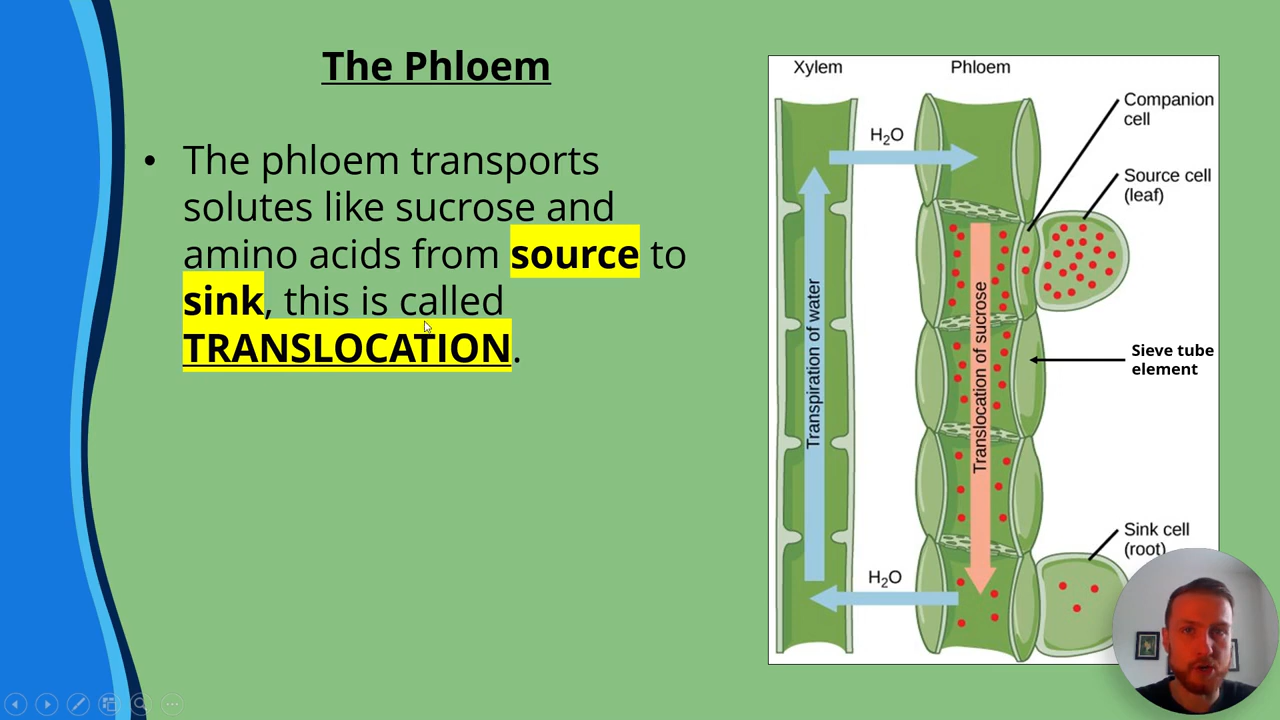 The Phloem
• The phloem transports
solutes like sucrose and
amino acids from source to
sink, this is called
TRANSLOCATION.
Xylem
Phloem
H₂O
Companion
cell
Source cell
(leaf)
Transpiration of water
Translocation of sucrose
Sieve tube
element
Sink cell
(root)
H₂O